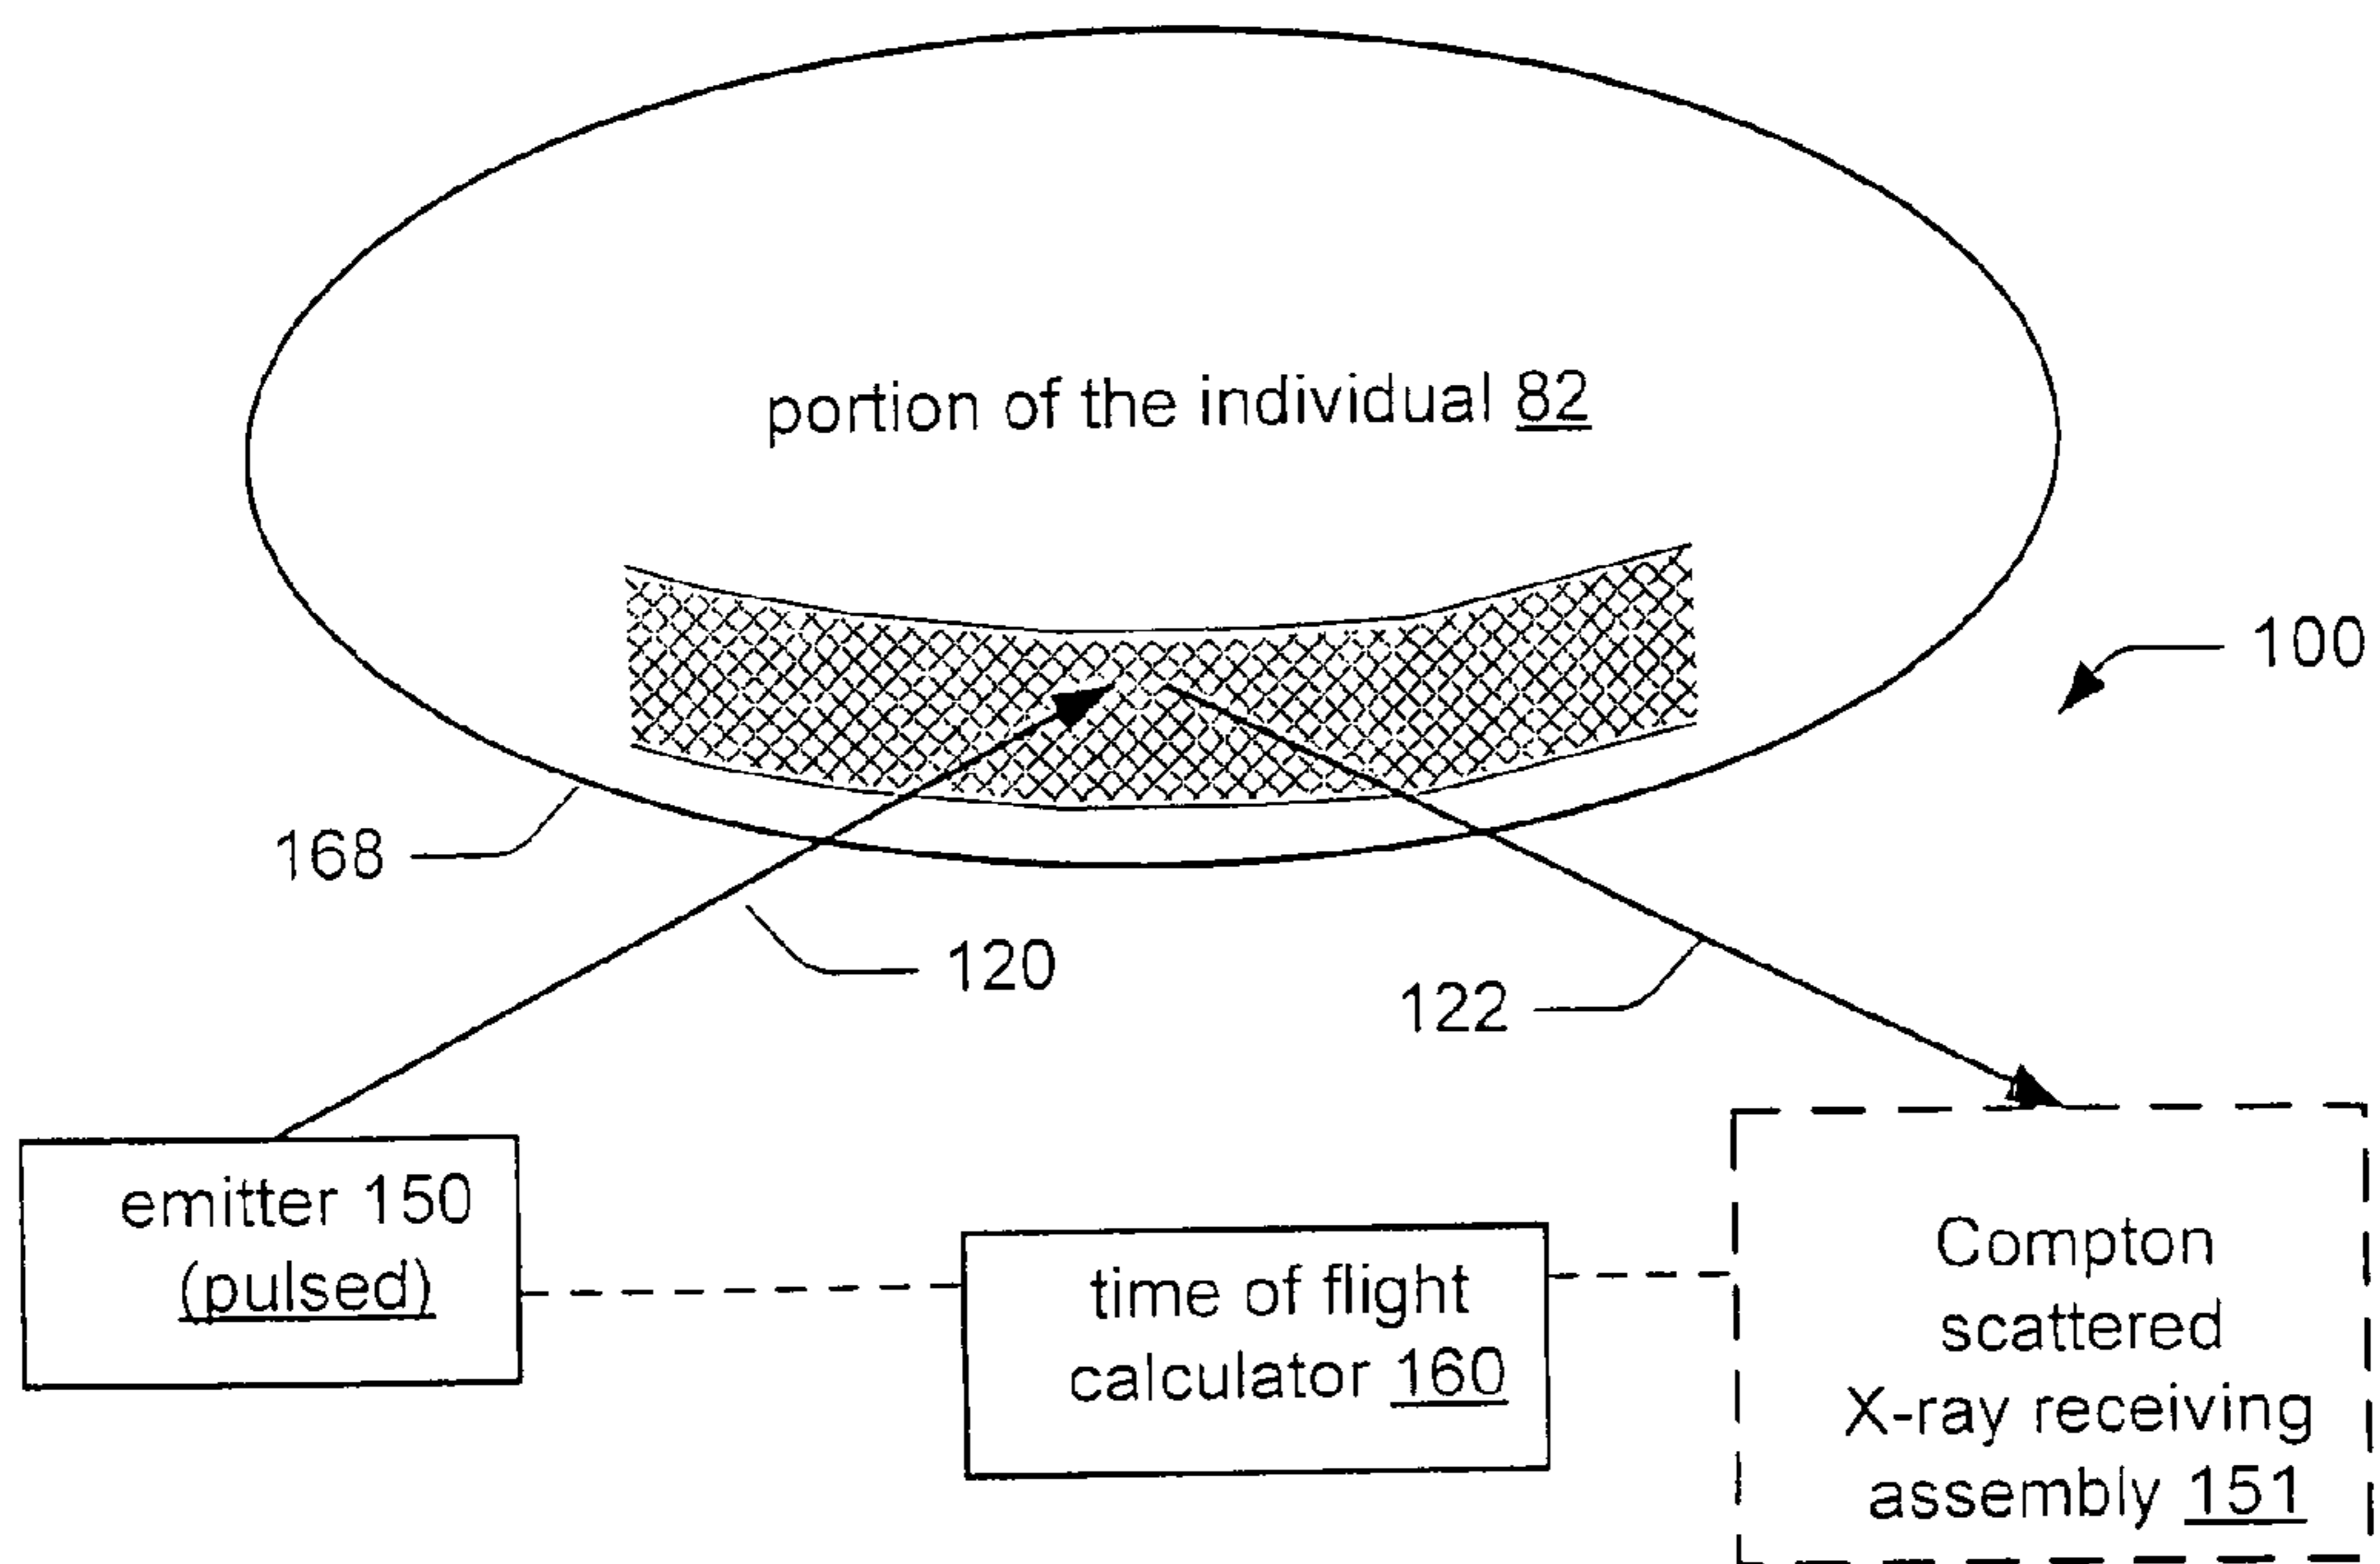 portion of the individual 82
100
168
120
122
emitter 150
(pulsed)
time of flight
calculator 160
Compton
scattered
X-ray receiving
assembly 151